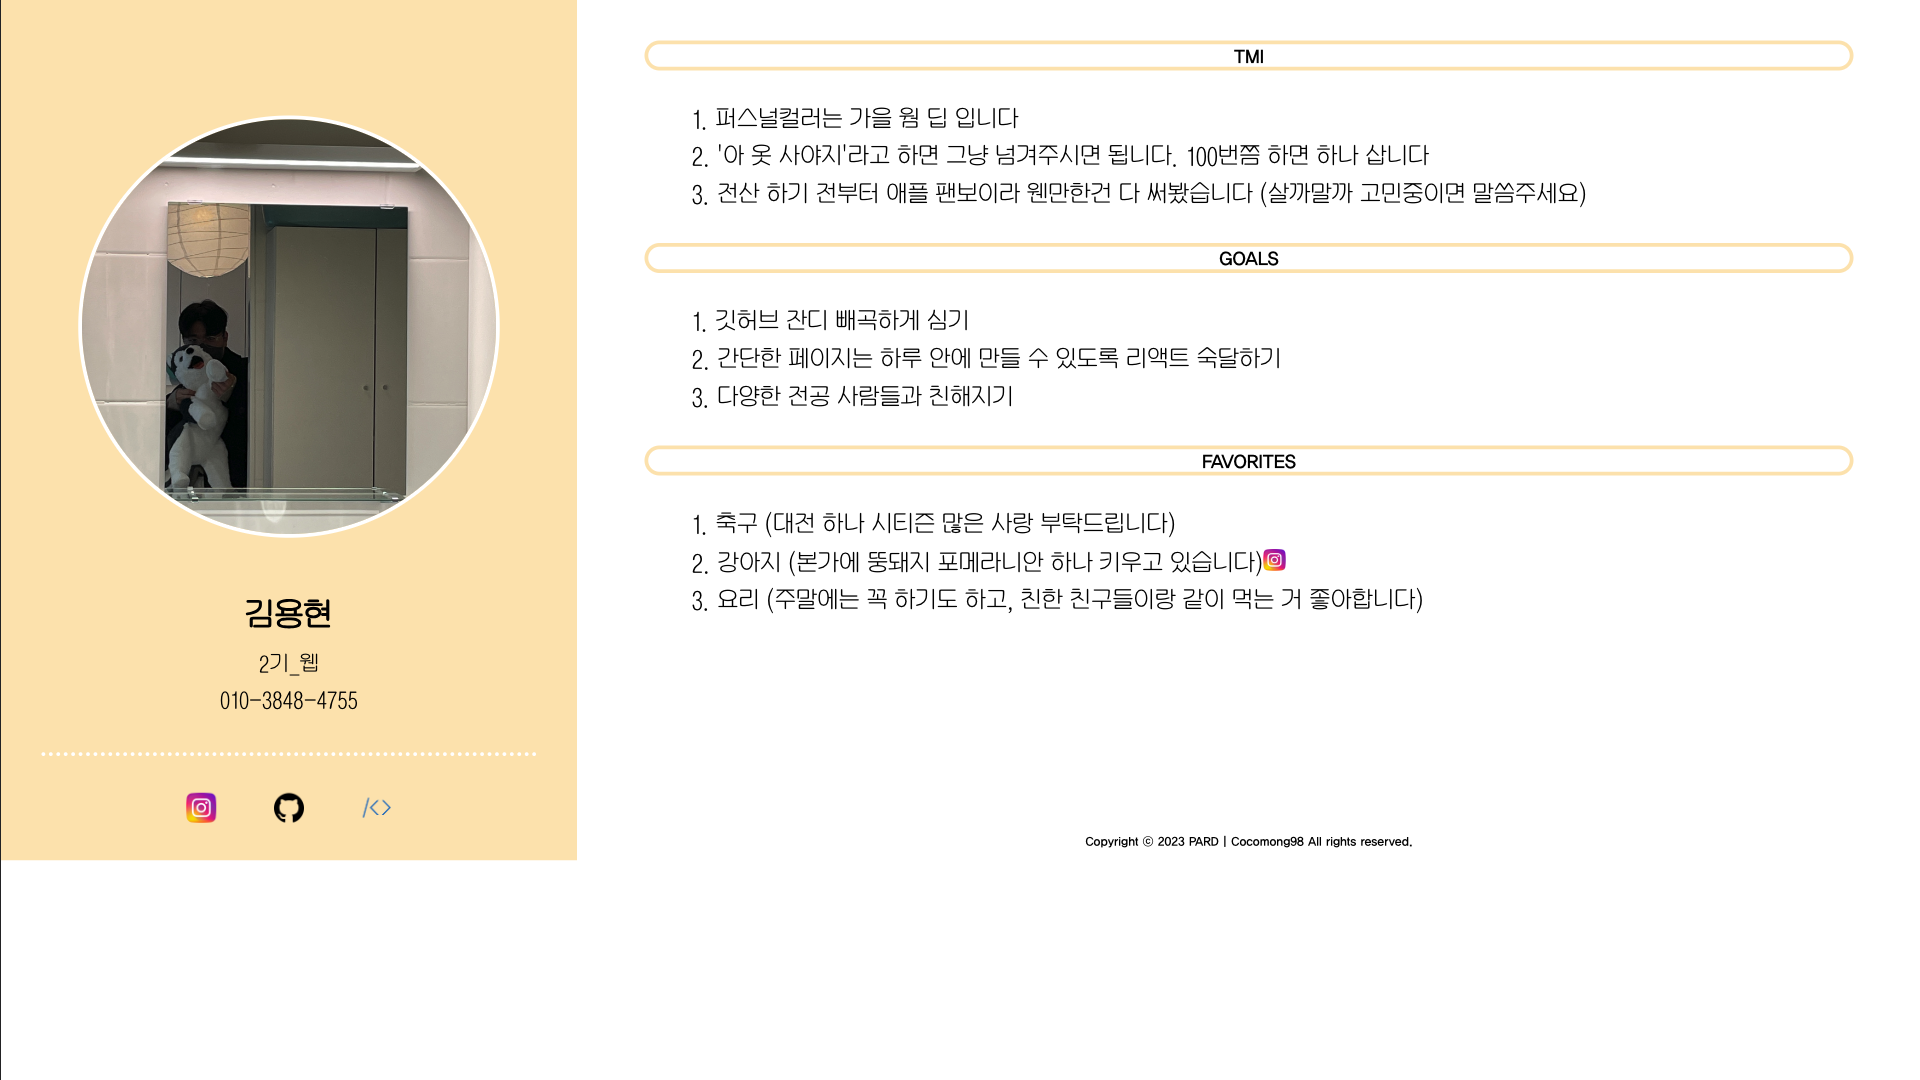 김용현
2기_웹
010-3848-4755
/<>
TMI
1. 퍼스널컬러는 가을 웜 딥 입니다
2. '아 옷 사야지'라고 하면 그냥 넘겨주시면 됩니다. 100번쯤 하면 하나 삽니다
3. 전산 하기 전부터 애플 팬보이라 웬만한건 다 써봤습니다 (살까말까 고민중이면 말씀주세요)
GOALS
1. 깃허브 잔디 빼곡하게 심기
2. 간단한 페이지는 하루 안에 만들 수 있도록 리액트 숙달하기
3. 다양한 전공 사람들과 친해지기
FAVORITES
1. 축구 (대전 하나 시티즌 많은 사랑 부탁드립니다)
2. 강아지 (본가에 뚱돼지 포메라니안 하나 키우고 있습니다)
3. 요리 (주말에는 꼭 하기도 하고, 친한 친구들이랑 같이 먹는 거 좋아합니다)
Copyright ⓒ 2023 PARD | Cocomong98 All rights reserved.